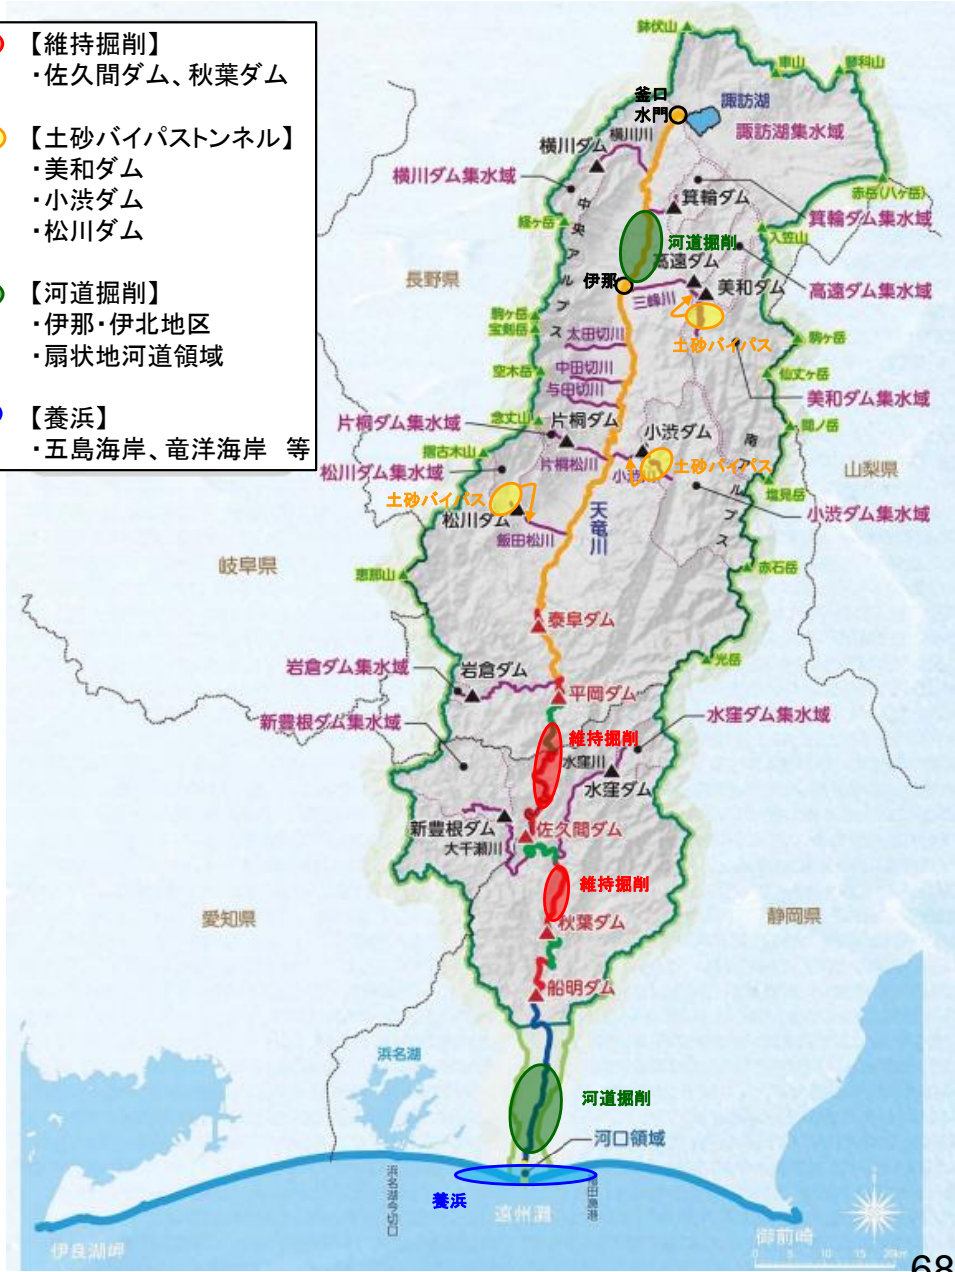 【維持掘削】
・佐久間ダム、秋葉ダム
【土砂バイパストンネル】
・美和ダム
・小渋ダム
・松川ダム
【河道掘削】
・伊那・伊北地区
・扇状地河道領域
【養浜】
・五島海岸、竜洋海岸 等
鉢伏山
車山
蓼科山
釜口
水門
諏訪湖
諏訪湖集水域
横川川
横川ダム
横川ダム集水域
箕輪ダム
赤岳(八ヶ岳)
箕輪ダム集水域
中央アルプス
経ヶ岳
入笠山
河道掘削
高遠ダム
長野県
伊那
美和ダム
高遠ダム集水域
三峰川
駒ヶ岳
宝剣岳
太田切川
土砂バイパス
駒ヶ岳
空木岳
中田切川
仙丈ヶ岳
与田切川
美和ダム集水域
念丈山
片桐ダム集水域
片桐ダム
小渋ダム
間ノ岳
南アルプス
摺古木山
片桐松川
小渋川
土砂バイパス
山梨県
松川ダム集水域
塩見岳
土砂バイパス
松川ダム
天竜川
小渋ダム集水域
飯田松川
岐阜県
恵那山
赤石岳
泰阜ダム
岩倉ダム集水域
岩倉ダム
光岳
平岡ダム
新豊根ダム集水域
水窪ダム集水域
維持掘削
水窪川
水窪ダム
新豊根ダム
佐久間ダム
大千瀬川
維持掘削
愛知県
静岡県
秋葉ダム
船明ダム
浜名湖
河道掘削
河口領域
浜名湖今切口
養浜
遠州灘
田漁港
伊良湖岬
御前崎
0 5 10 15 20km
68